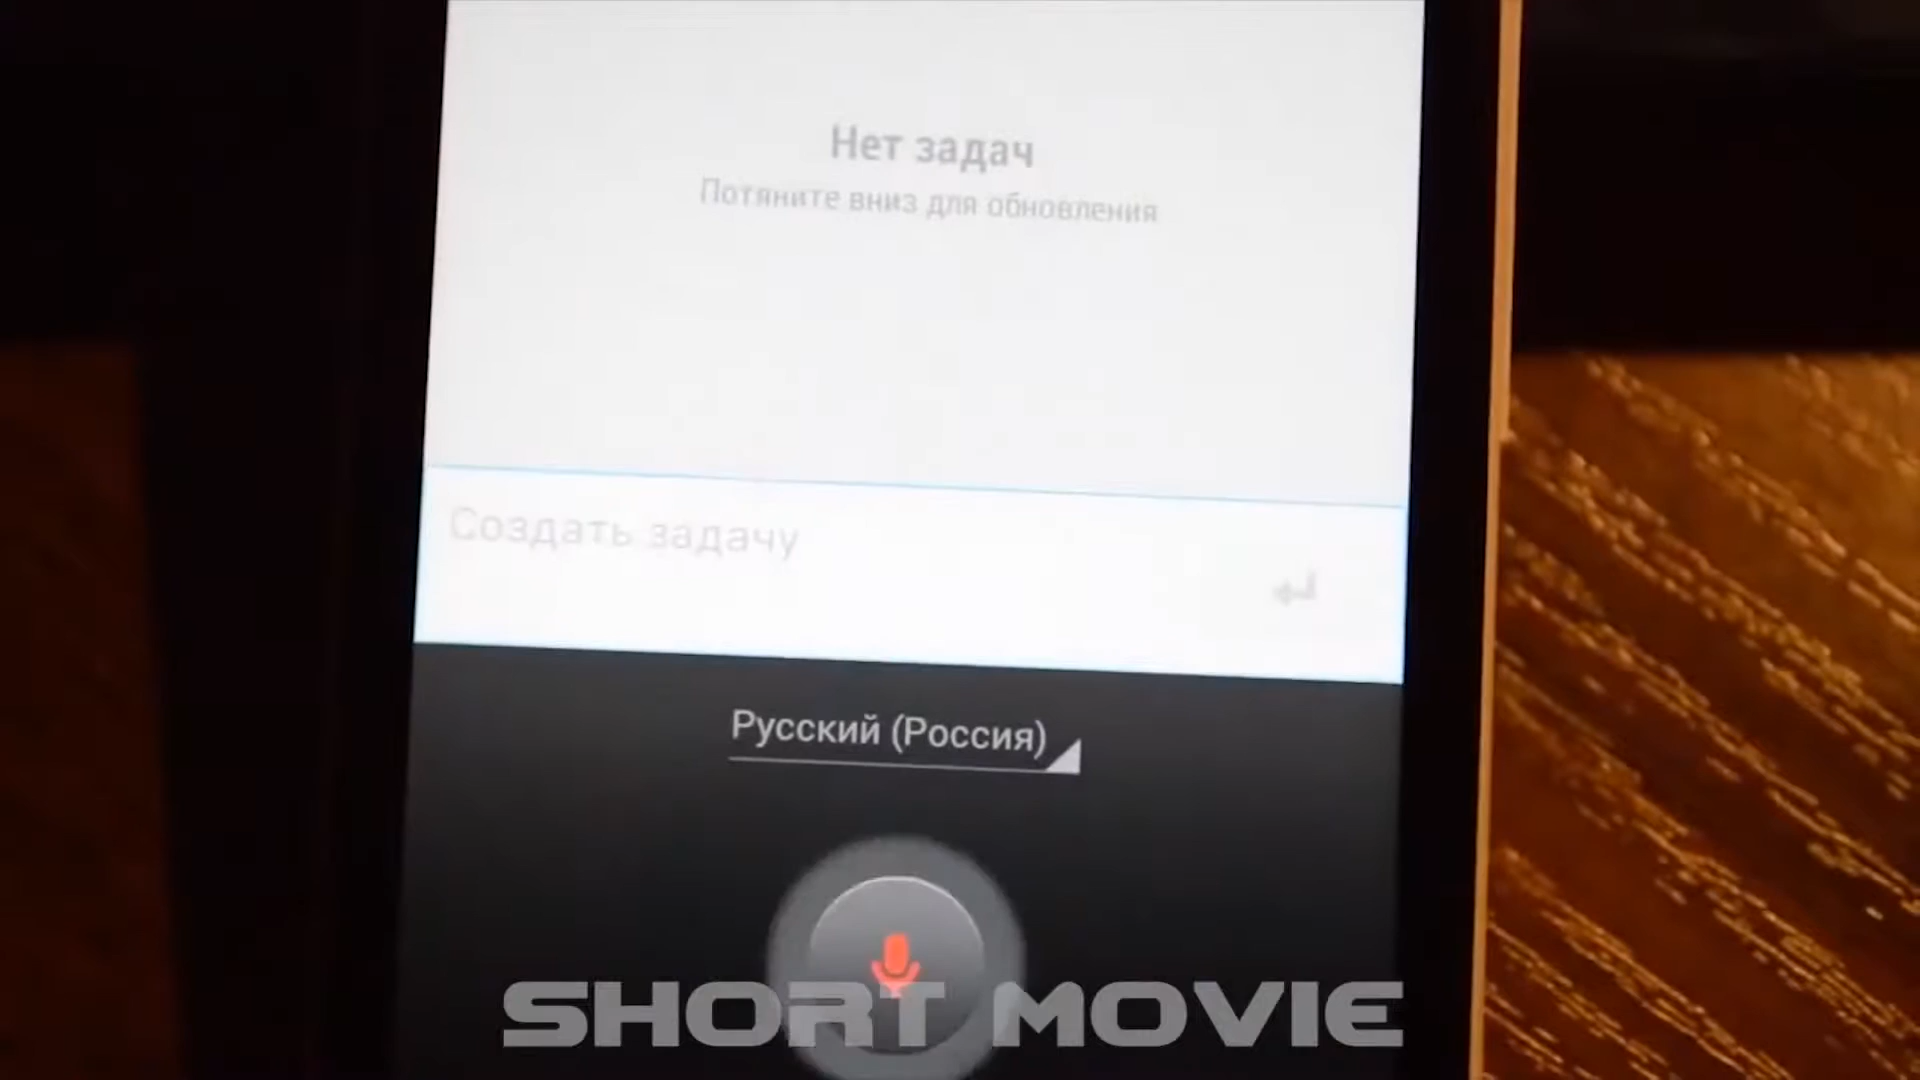 Нет задач
Потяните вниз для обновления
Создать задачу
Русский (Россия)
SHORT MOVIE